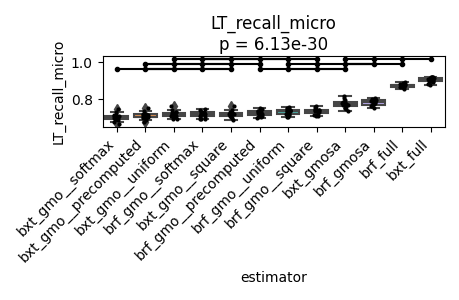 LT_recall_micro
p = 6.13e-30
LT_recall_micro
1.0
0.8
bxt_gmo__softmax
bxt_gmo__precomputed
bxt_gmo__uniform
brf_gmo__softmax
bxt_gmo__square
brf_gmo__precomputed
brf_gmo__uniform
brf_gmo__square
bxt_gmosa
brf_gmosa
brf_full
bxt_full
estimator